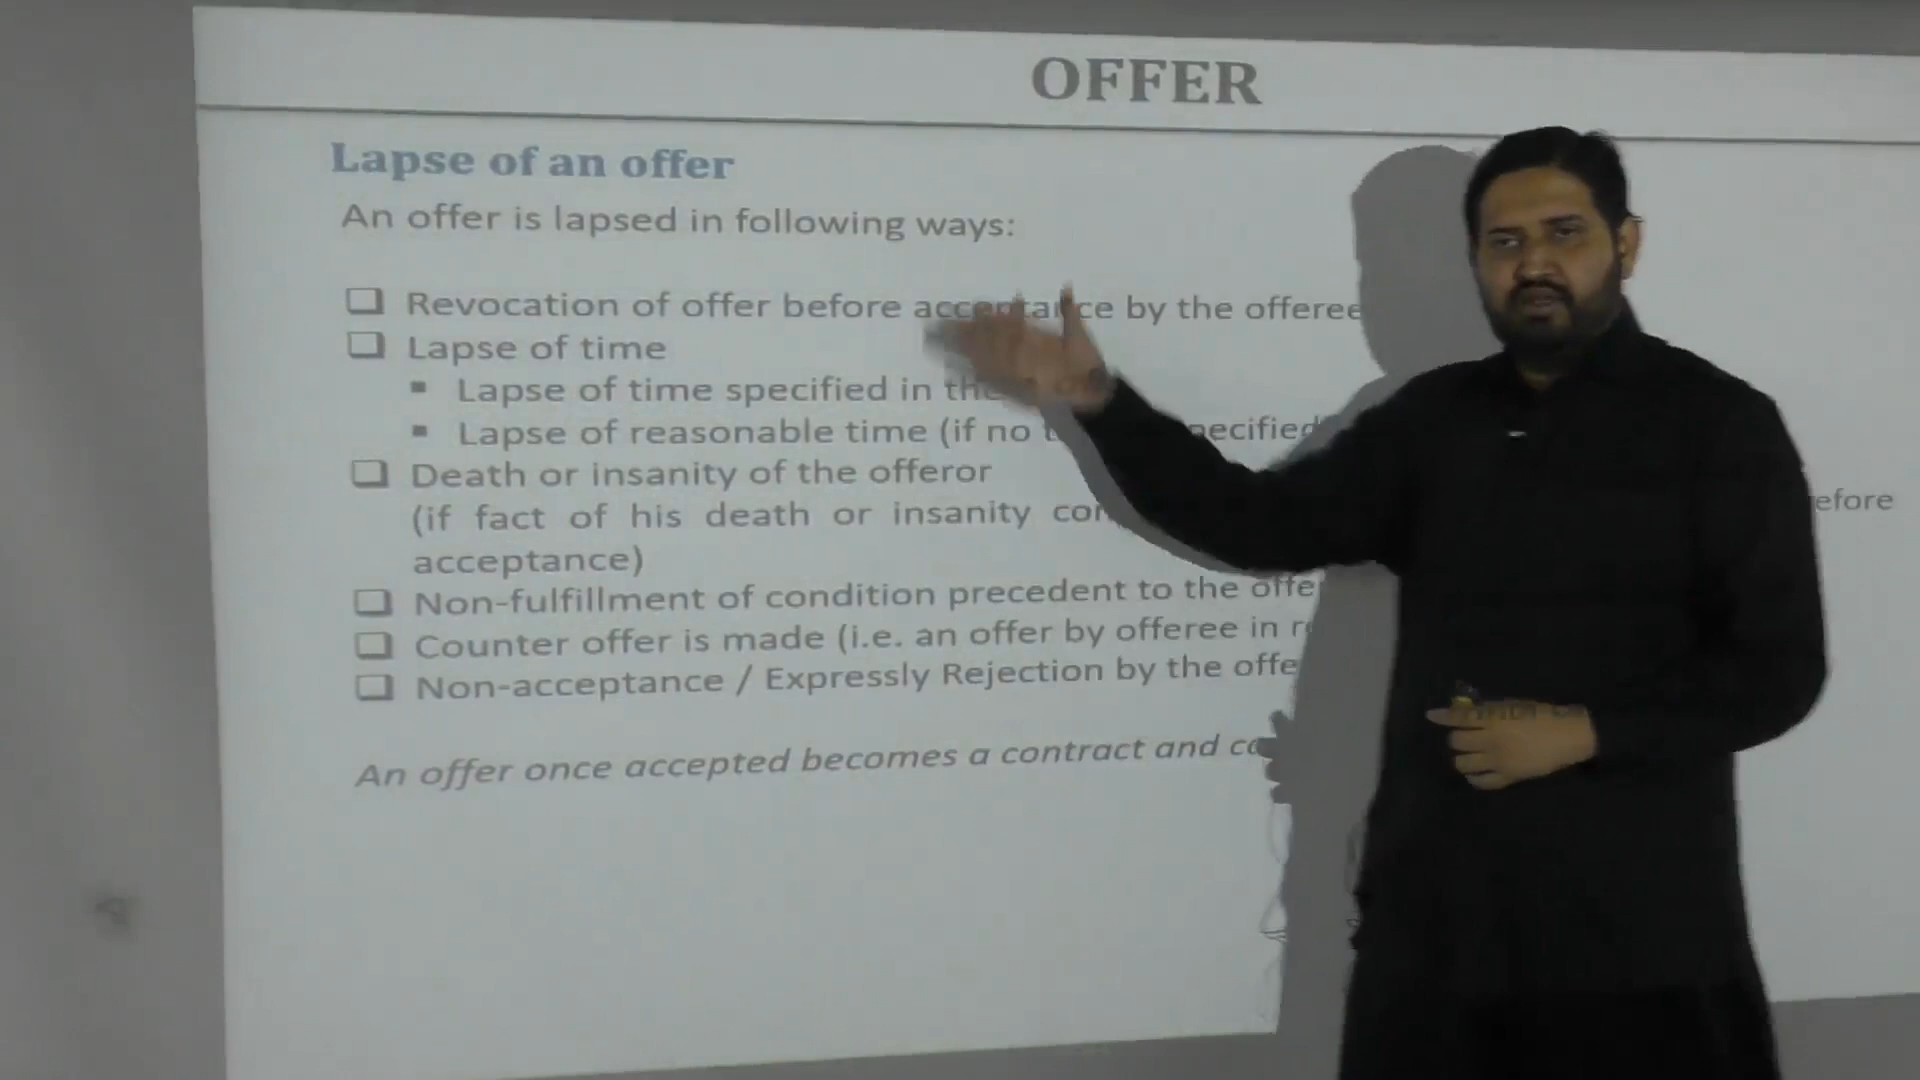 OFFER
Lapse of an offer
An offer is lapsed in following ways:
Revocation of offer before acceptance by the offeree
Lapse of time
Lapse of time specified in
Lapse of reasonable time (if no
Death or insanity of the offeror
(if fact of his death or insanity
acceptance)
Non-fulfillment of condition precedent to the
Counter offer is made (i.e. an offer by offeree in
Non-acceptance / Expressly Rejection by the
An offer once accepted becomes a contract and